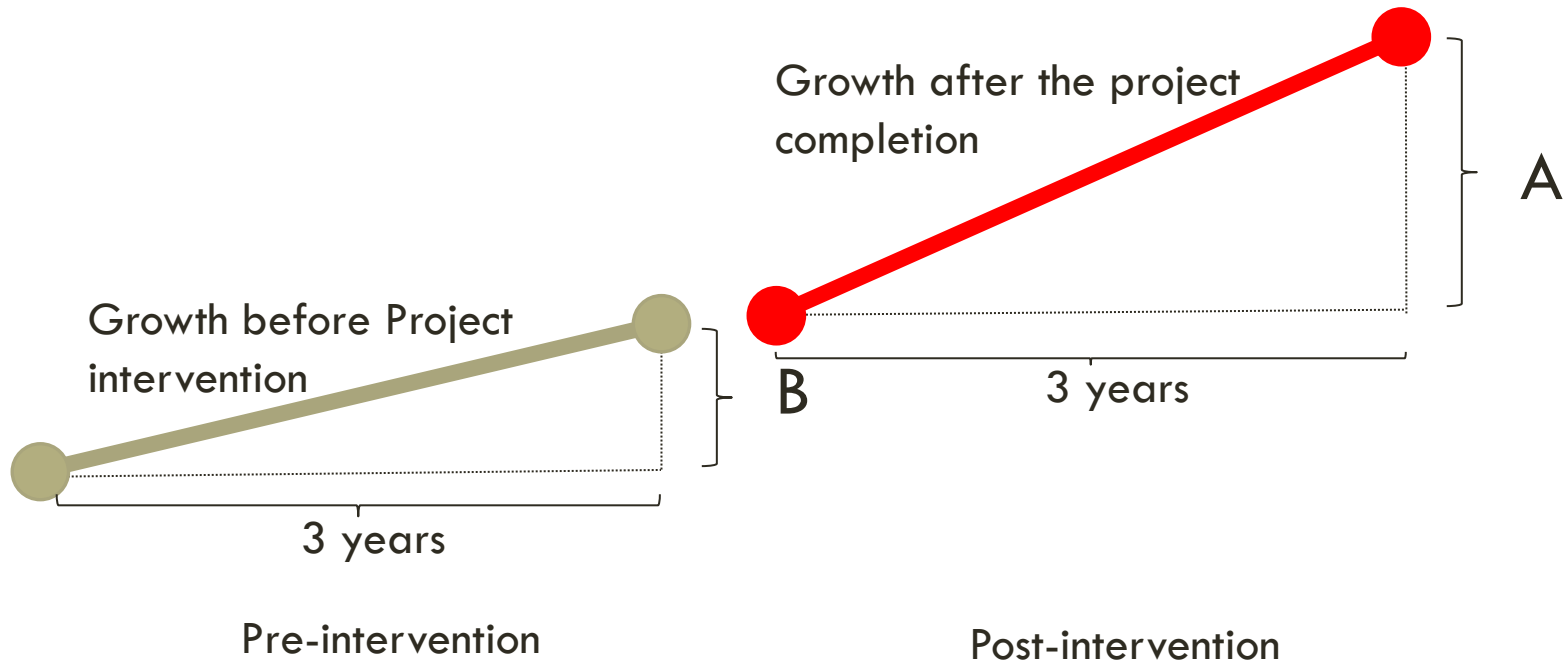 Growth after the project
completion
A
Growth before Project
intervention
B
3 years
3 years
Pre-intervention
Post-intervention